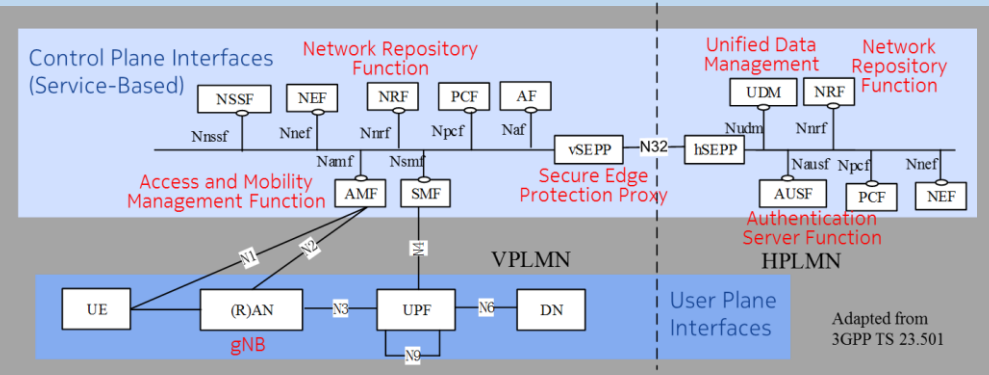 Control Plane Interfaces
(Service-Based)
Network Repository
Function
Unified Data
Management
Network
Repository
Function
NSSF
NEF
NRF
PCF
AF
UDM
NRF
Nnssf
Nnef
Nnrf
Npcf
Naf
Nudm
Nnrf
vSEPP
N32
hSEPP
Namf
Nsmf
Nausf
Npcf
Nnef
Access and Mobility
Management Function
AMF
SMF
Secure Edge
Protection Proxy
AUSF
PCF
NEF
Authentication
Server Function
N1
N2
N4
VPLMN
HPLMN
UE
(R)AN
N3
UPF
N6
DN
User Plane
Interfaces
gNB
N9
Adapted from
3GPP TS 23.501